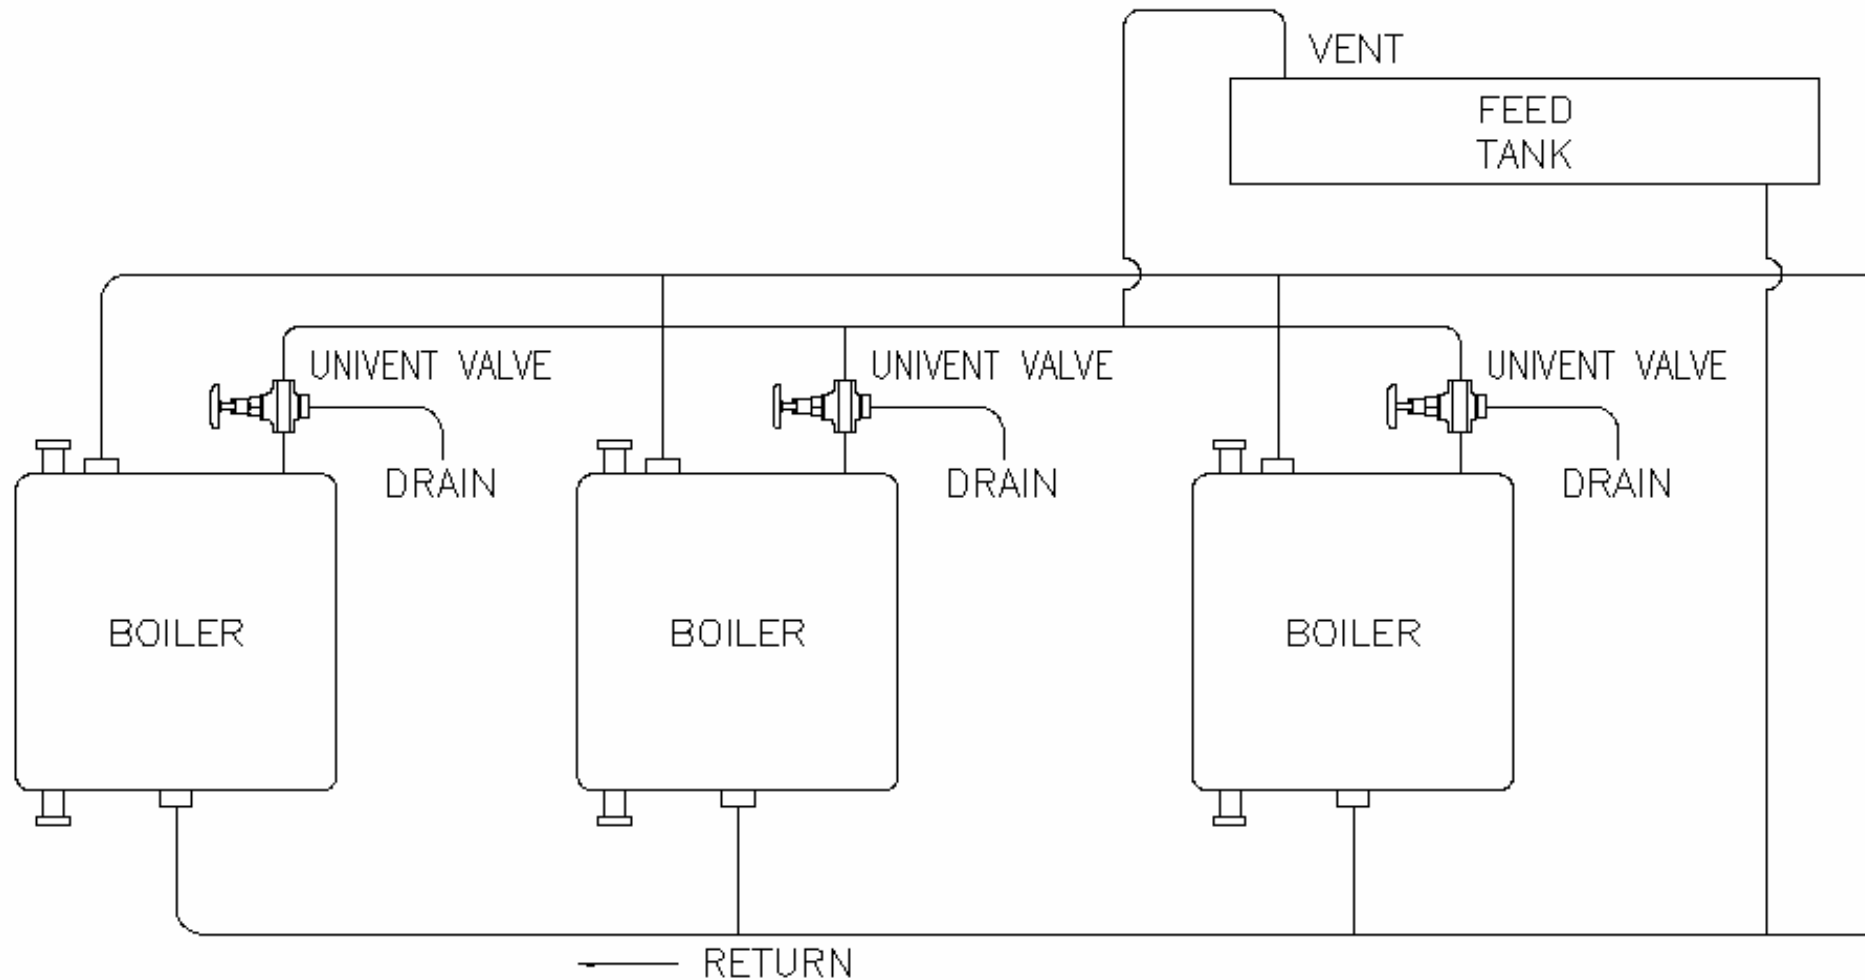 VENT
FEED
TANK
UNIVENT VALVE
UNIVENT VALVE
UNIVENT VALVE
DRAIN
DRAIN
DRAIN
BOILER
BOILER
BOILER
RETURN